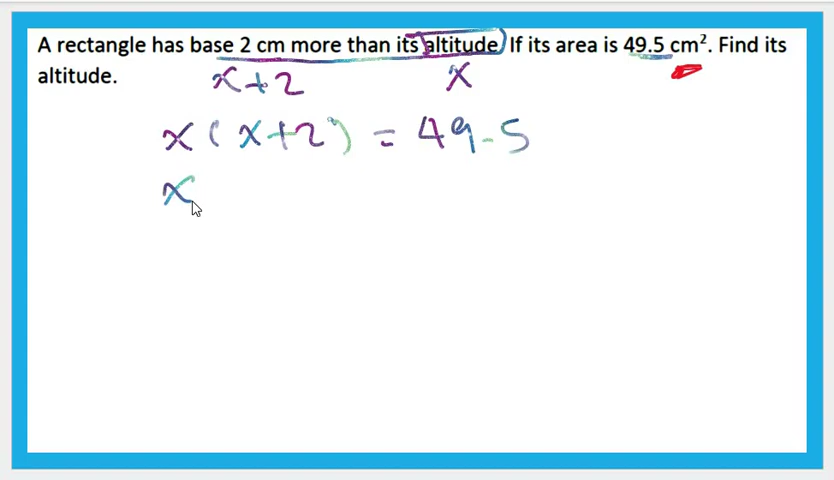 A rectangle has base 2 cm more than its altitude. If its area is 49.5 cm². Find its
altitude.
x+2 x
x(x+2) = 49.5
x